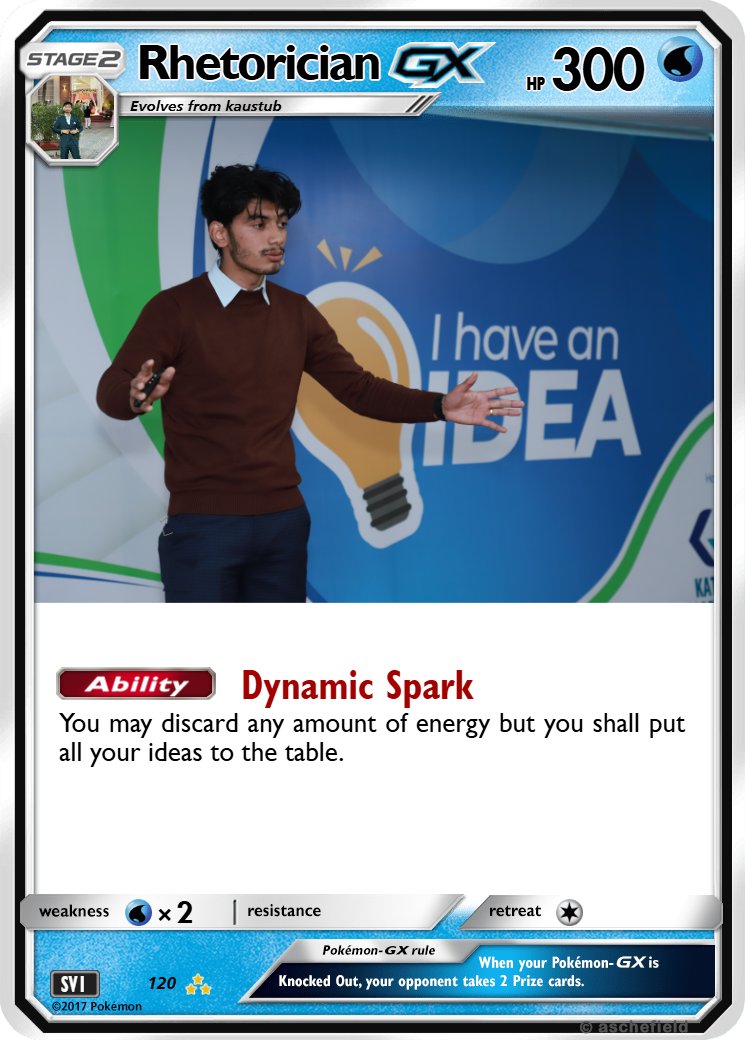 STAGE2 Rhetorician GX HP 300
Evolves from kaustub
I have an
IDEA
KAT
Ability Dynamic Spark
You may discard any amount of energy but you shall put
all your ideas to the table.
weakness × 2 resistance retreat
Pokémon-GX rule
When your Pokémon-GX is
Knocked Out, your opponent takes 2 Prize cards.
SVI 120
©2017 Pokémon
© aschefield